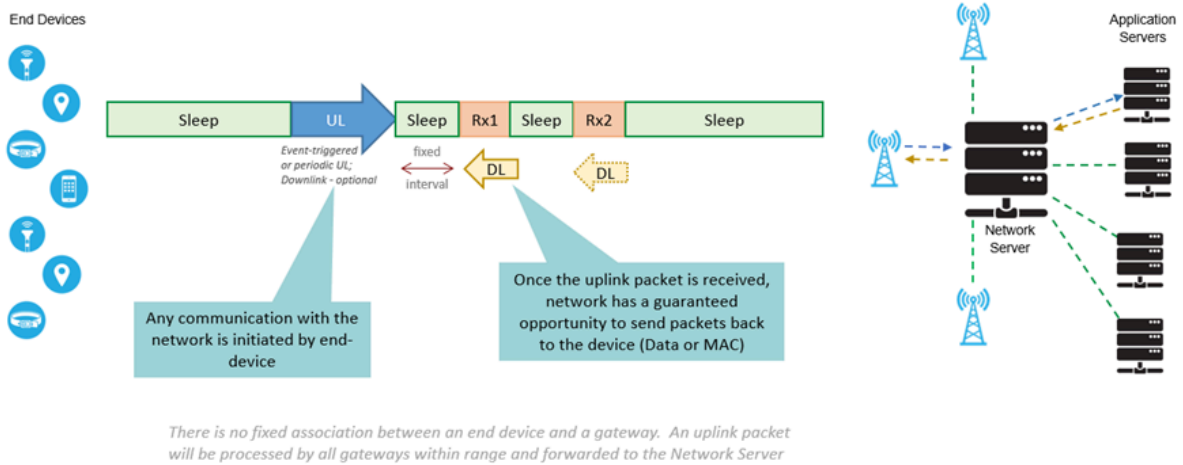 End Devices
Application
Servers
Sleep
UL
Sleep
Rx1
Sleep
Rx2
Sleep
Event-triggered
or periodic UL;
Downlink - optional
fixed
interval
DL
DL
Network
Server
Any communication with the
network is initiated by end-
device
Once the uplink packet is received,
network has a guaranteed
opportunity to send packets back
to the device (Data or MAC)
There is no fixed association between an end device and a gateway. An uplink packet
will be processed by all gateways within range and forwarded to the Network Server